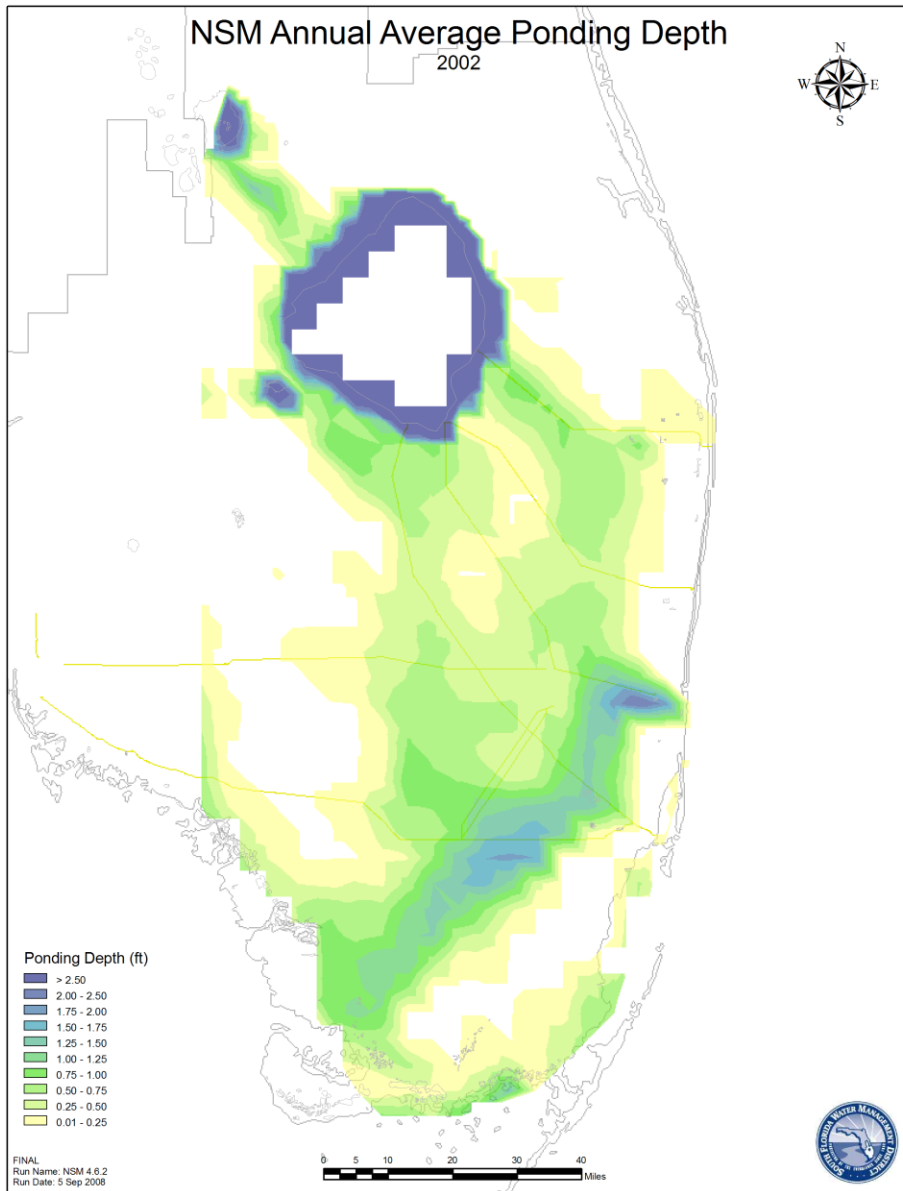 NSM Annual Average Ponding Depth
2002
N
W E
S
Ponding Depth (ft)
> 2.50
2.00 - 2.50
1.75 - 2.00
1.50 - 1.75
1.25 - 1.50
1.00 - 1.25
0.75 - 1.00
0.50 - 0.75
0.25 - 0.50
0.01 - 0.25
FINAL
Run Name: NSM 4.6.2
Run Date: 5 Sep 2008
0 5 10 20 30 40
Miles
SOUTH FLORIDA WATER MANAGEMENT DISTRICT